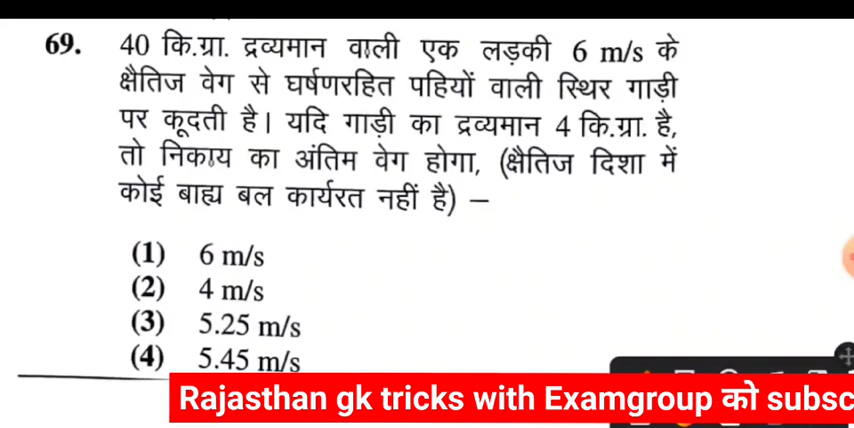 69. 40 कि.ग्रा. द्रव्यमान वाली एक लड़की 6 m/s के
क्षैतिज वेग से घर्षणरहित पहियों वाली स्थिर गाड़ी
पर कूदती है। यदि गाड़ी का द्रव्यमान 4 कि.ग्रा. है,
तो निकाय का अंतिम वेग होगा, (क्षैतिज दिशा में
कोई बाह्य बल कार्यरत नहीं है) –
(1) 6 m/s
(2) 4 m/s
(3) 5.25 m/s
(4) 5.45 m/s
Rajasthan gk tricks with Examgroup को subsc